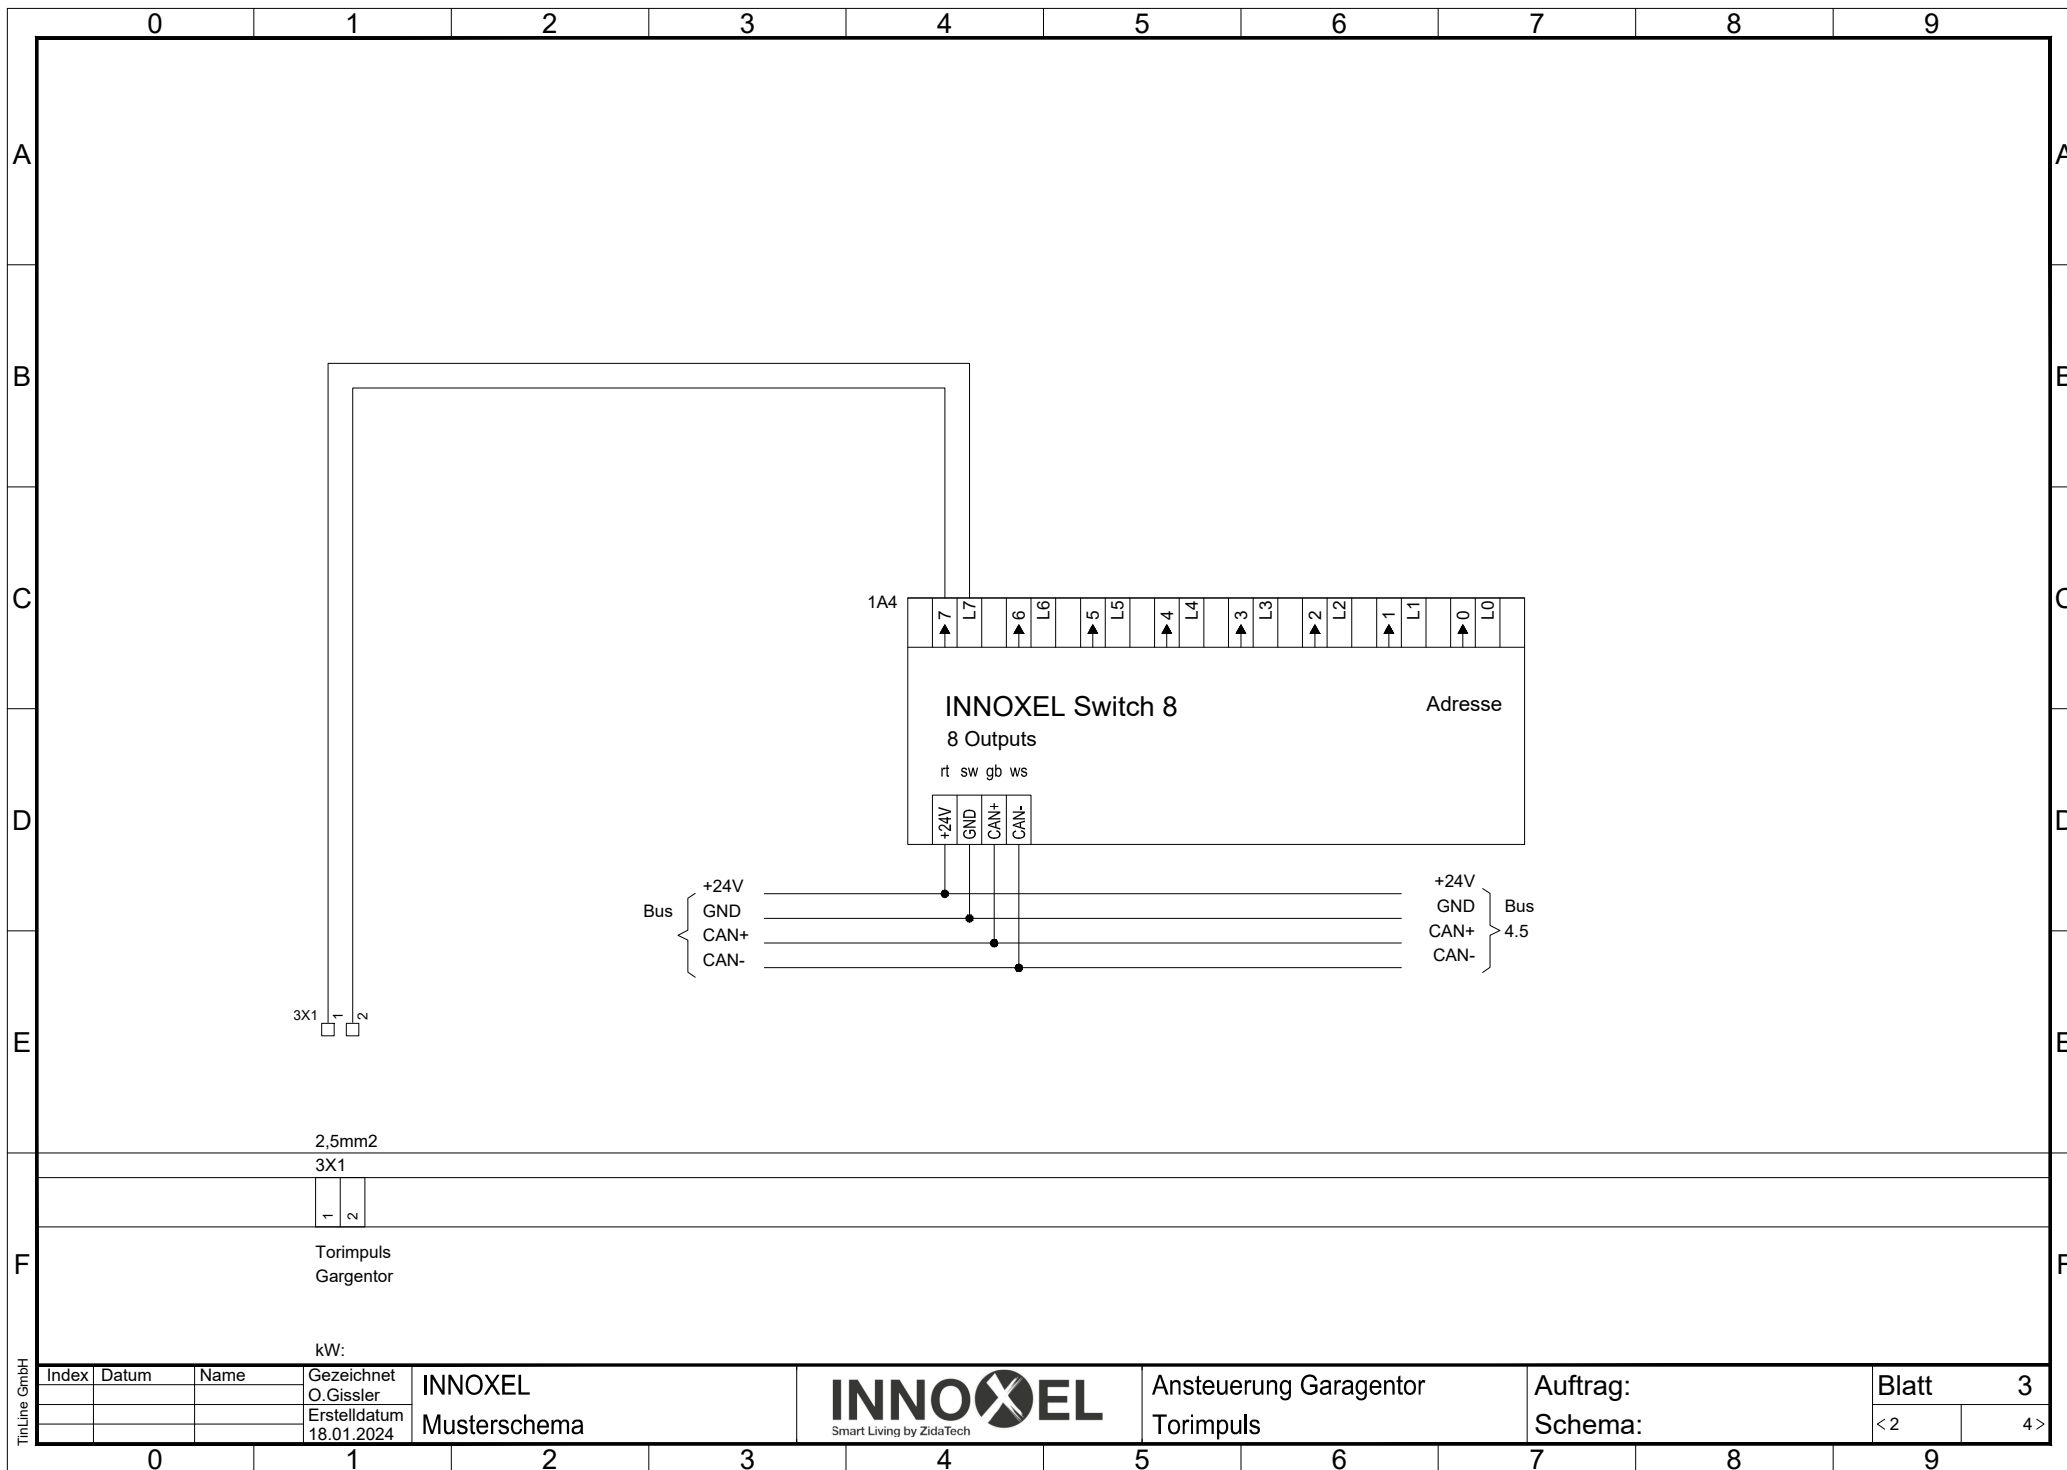 0 1 2 3 4 5 6 7 8 9
A A
B B
C C
D D
E E
F F
1A4
7 L7 6 L6 5 L5 4 L4 3 L3 2 L2 1 L1 0 L0
INNOXEL Switch 8
Adresse
8 Outputs
rt sw gb ws
+24V GND CAN+ CAN-
Bus
+24V
GND
CAN+
CAN-
+24V
GND
CAN+
CAN-
Bus
4.5
3X1 1 2
2,5mm2
3X1
1 2
Torimpuls
Gargentor
kW:
TinLine GmbH
Index Datum Name
Gezeichnet
O.Gissler
Erstelldatum
18.01.2024
INNOXEL
Musterschema
INNOXEL
Smart Living by ZidaTech
Ansteuerung Garagentor
Torimpuls
Auftrag:
Schema:
Blatt 3
< 2 4 >
0 1 2 3 4 5 6 7 8 9